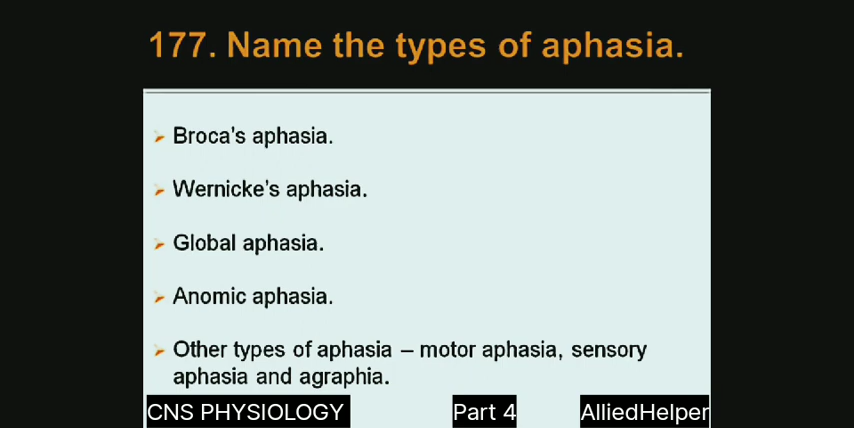 177. Name the types of aphasia.
Broca's aphasia.
Wernicke's aphasia.
Global aphasia.
Anomic aphasia.
Other types of aphasia – motor aphasia, sensory
aphasia and agraphia.
CNS PHYSIOLOGY Part 4 AlliedHelper